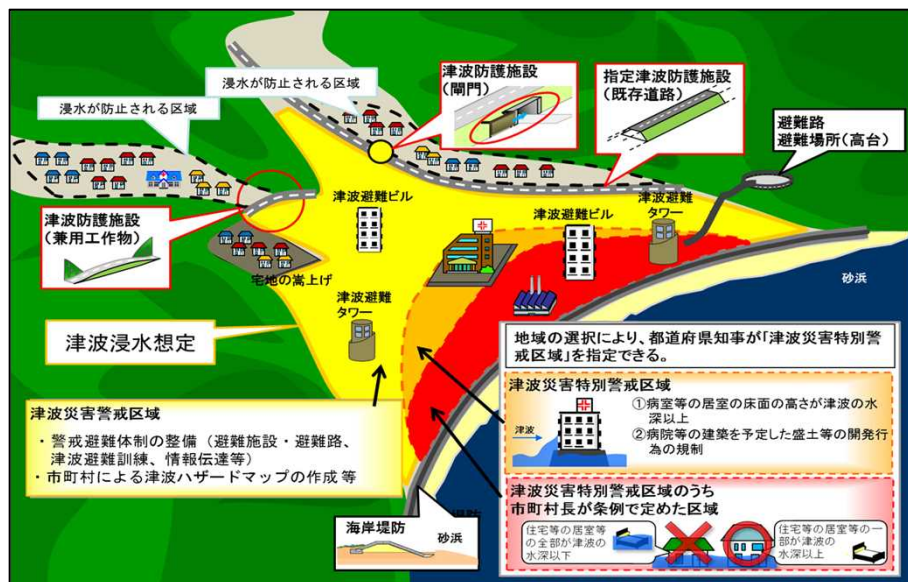 浸水が防止される区域
浸水が防止される区域
津波防護施設
(閘門)
指定津波防護施設
(既存道路)
避難路
避難場所(高台)
津波避難ビル
津波避難ビル
津波避難
タワー
津波防護施設
(兼用工作物)
宅地の嵩上げ
津波避難
タワー
砂浜
津波浸水想定
地域の選択により、都道府県知事が「津波災害特別警
戒区域」を指定できる。
津波災害警戒区域
・警戒避難体制の整備(避難施設・避難路、
津波避難訓練、情報伝達等)
・市町村による津波ハザードマップの作成 等
津波災害特別警戒区域
津波
①病室等の居室の床面の高さが津波の水
深以上
②病院等の建築を予定した盛土等の開発行
為の規制
津波災害特別警戒区域のうち
市町村長が条例で定めた区域
住宅等の居室等
の全部が津波の
水深以下
住宅等の居室等の一
部が津波の
水深以上
海岸堤防
砂浜